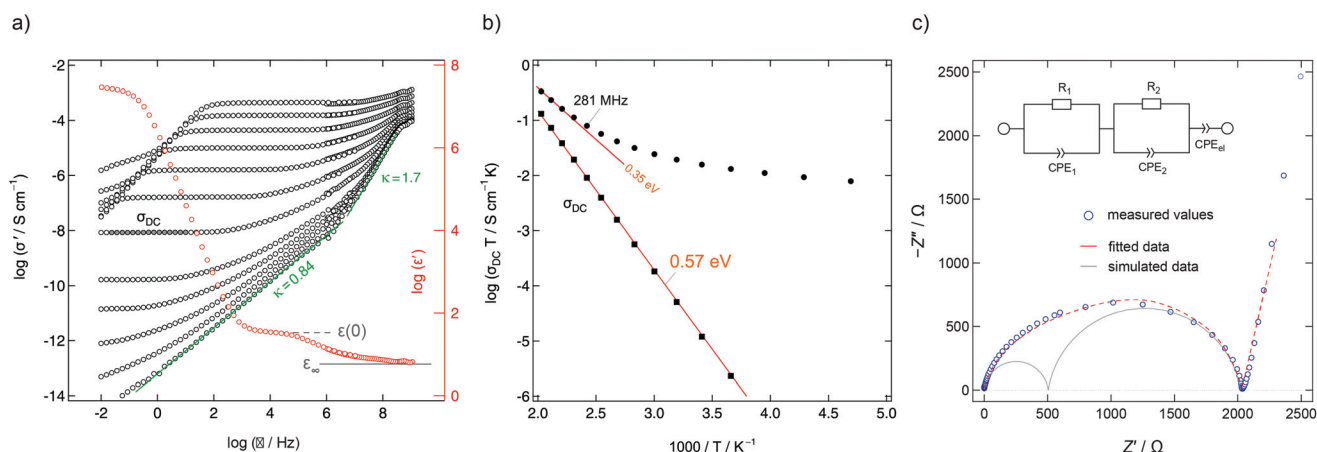 a)
b)
c)
log (σ′ / S cm⁻¹)
-2
-4
-6
-8
-10
-12
-14
-2
0
2
4
6
8
log (▯ / Hz)
8
6
4
2
0
log (ε′)
σDC
κ=1.7
κ=0.84
ε(0)
ε∞
log (σDC T / S cm⁻¹ K)
0
-1
-2
-3
-4
-5
-6
2.0
2.5
3.0
3.5
4.0
4.5
5.0
1000 / T / K⁻¹
281 MHz
0.35 eV
σDC
0.57 eV
−Z″ / Ω
2500
2000
1500
1000
500
0
0
500
1000
1500
2000
2500
Z′ / Ω
R₁
R₂
CPE₁
CPE₂
CPEel
measured values
fitted data
simulated data